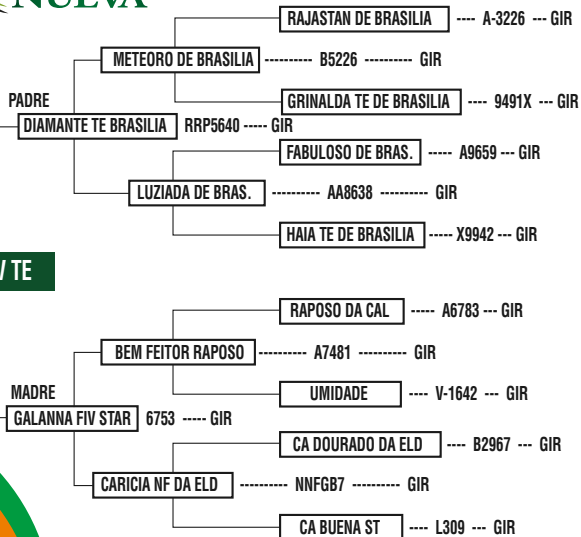 NUEVA
RAJASTAN DE BRASILIA ---- A-3226 --- GIR
METEORO DE BRASILIA ---------- B5226 ---------- GIR
GRINALDA TE DE BRASILIA ---- 9491X --- GIR
PADRE
DIAMANTE TE BRASILIA RRP5640 ----- GIR
FABULOSO DE BRAS. ----- A9659 --- GIR
LUZIADA DE BRAS. ---------- AA8638 ---------- GIR
HAIA TE DE BRASILIA ----- X9942 --- GIR
TE
RAPOSO DA CAL ----- A6783 --- GIR
BEM FEITOR RAPOSO ---------- A7481 ---------- GIR
UMIDADE ---- V-1642 --- GIR
MADRE
GALANNA FIV STAR 6753 ----- GIR
CA DOURADO DA ELD ---- B2967 --- GIR
CARICIA NF DA ELD ---------- NNFGB7 ---------- GIR
CA BUENA ST ---- L309 --- GIR